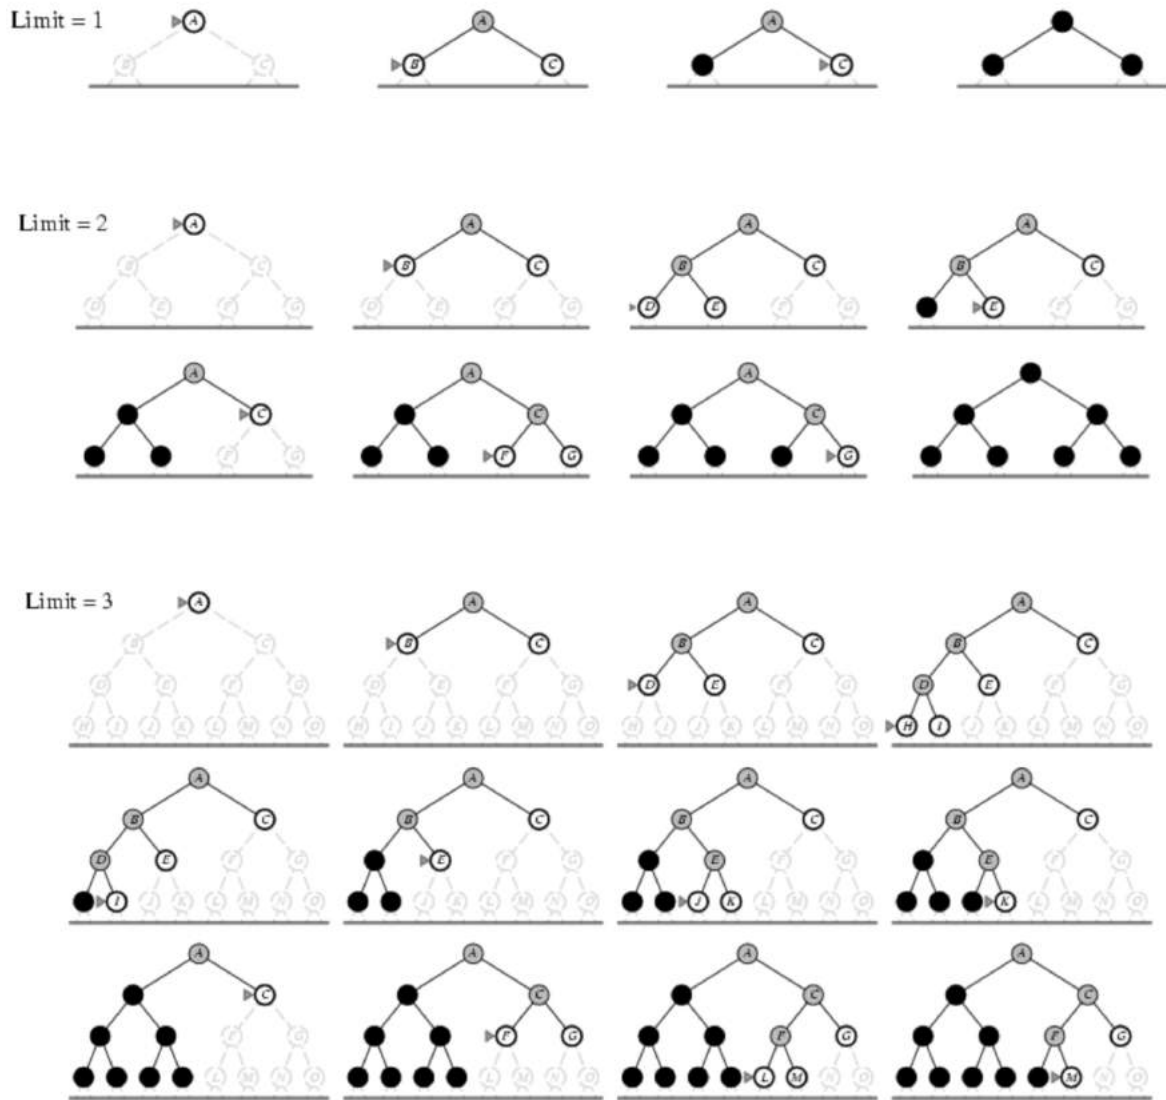 Limit = 1 A A A
B C B C C
Limit = 2 A A A A
B C B C B C B C
D E F G D E F G D E F G E F G
A A A
C C C
F G F G G
Limit = 3 A A A A
B C B C B C B C
D E F G D E F G D E F G D E F G
H I J K L M N O H I J K L M N O H I J K L M N O H I J K L M N O
A A A A
B C B C B C B C
D E F G E F G E F G E F G
I J K L M N O J K L M N O J K L M N O K L M N O
A A A A
C C C C
F G F G F G F G
L M N O L M N O L M N O M N O